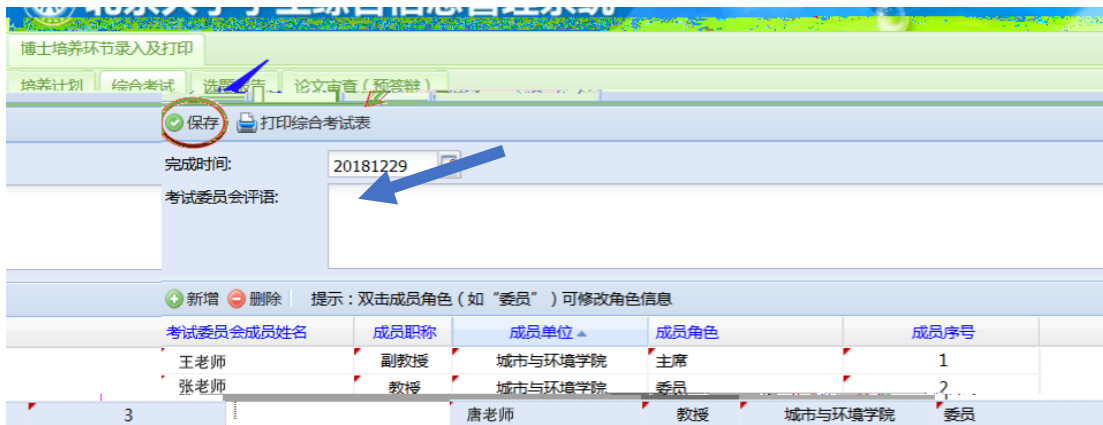 博士培养环节录入及打印
培养计划 综合考试 选题报告 论文审查（预答辩）
保存 打印综合考试表
完成时间: 20181229
考试委员会评语:
新增 删除 提示：双击成员角色（如“委员”）可修改角色信息
考试委员会成员姓名 成员职称 成员单位 成员角色 成员序号
王老师 副教授 城市与环境学院 主席 1
张老师 教授 城市与环境学院 委员 2
3 唐老师 教授 城市与环境学院 委员